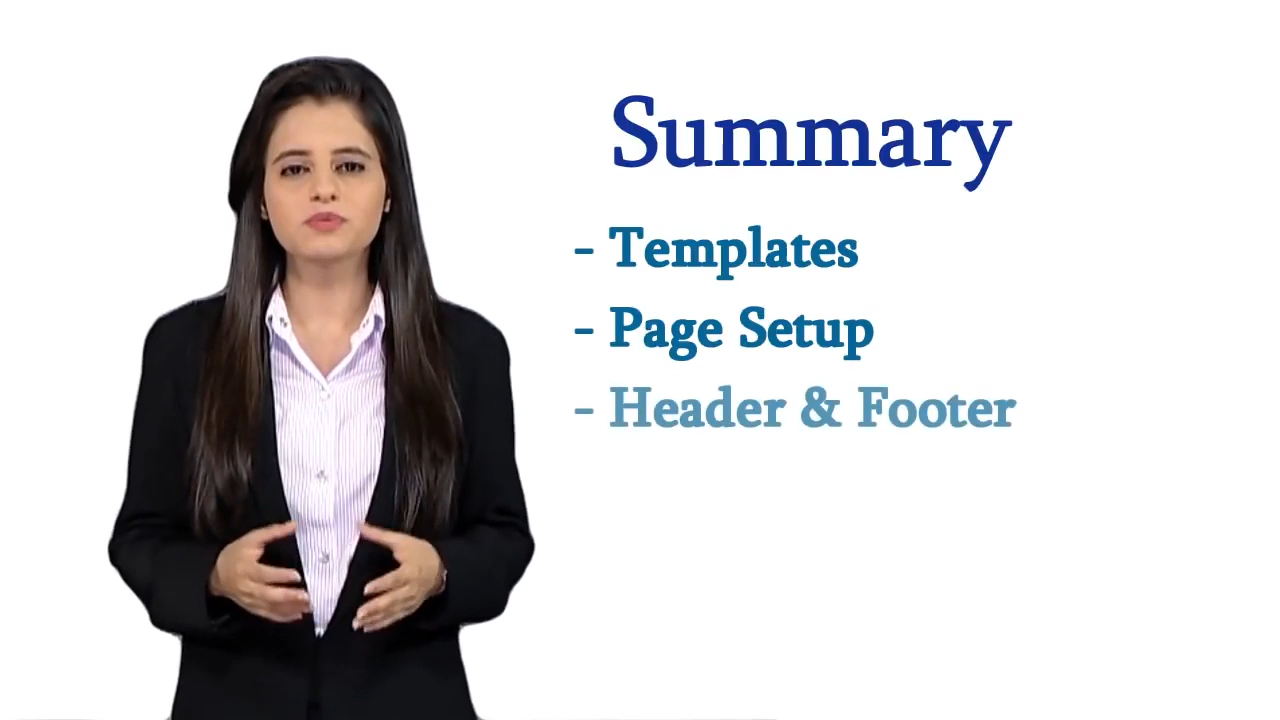 Summary
- Templates
- Page Setup
- Header & Footer